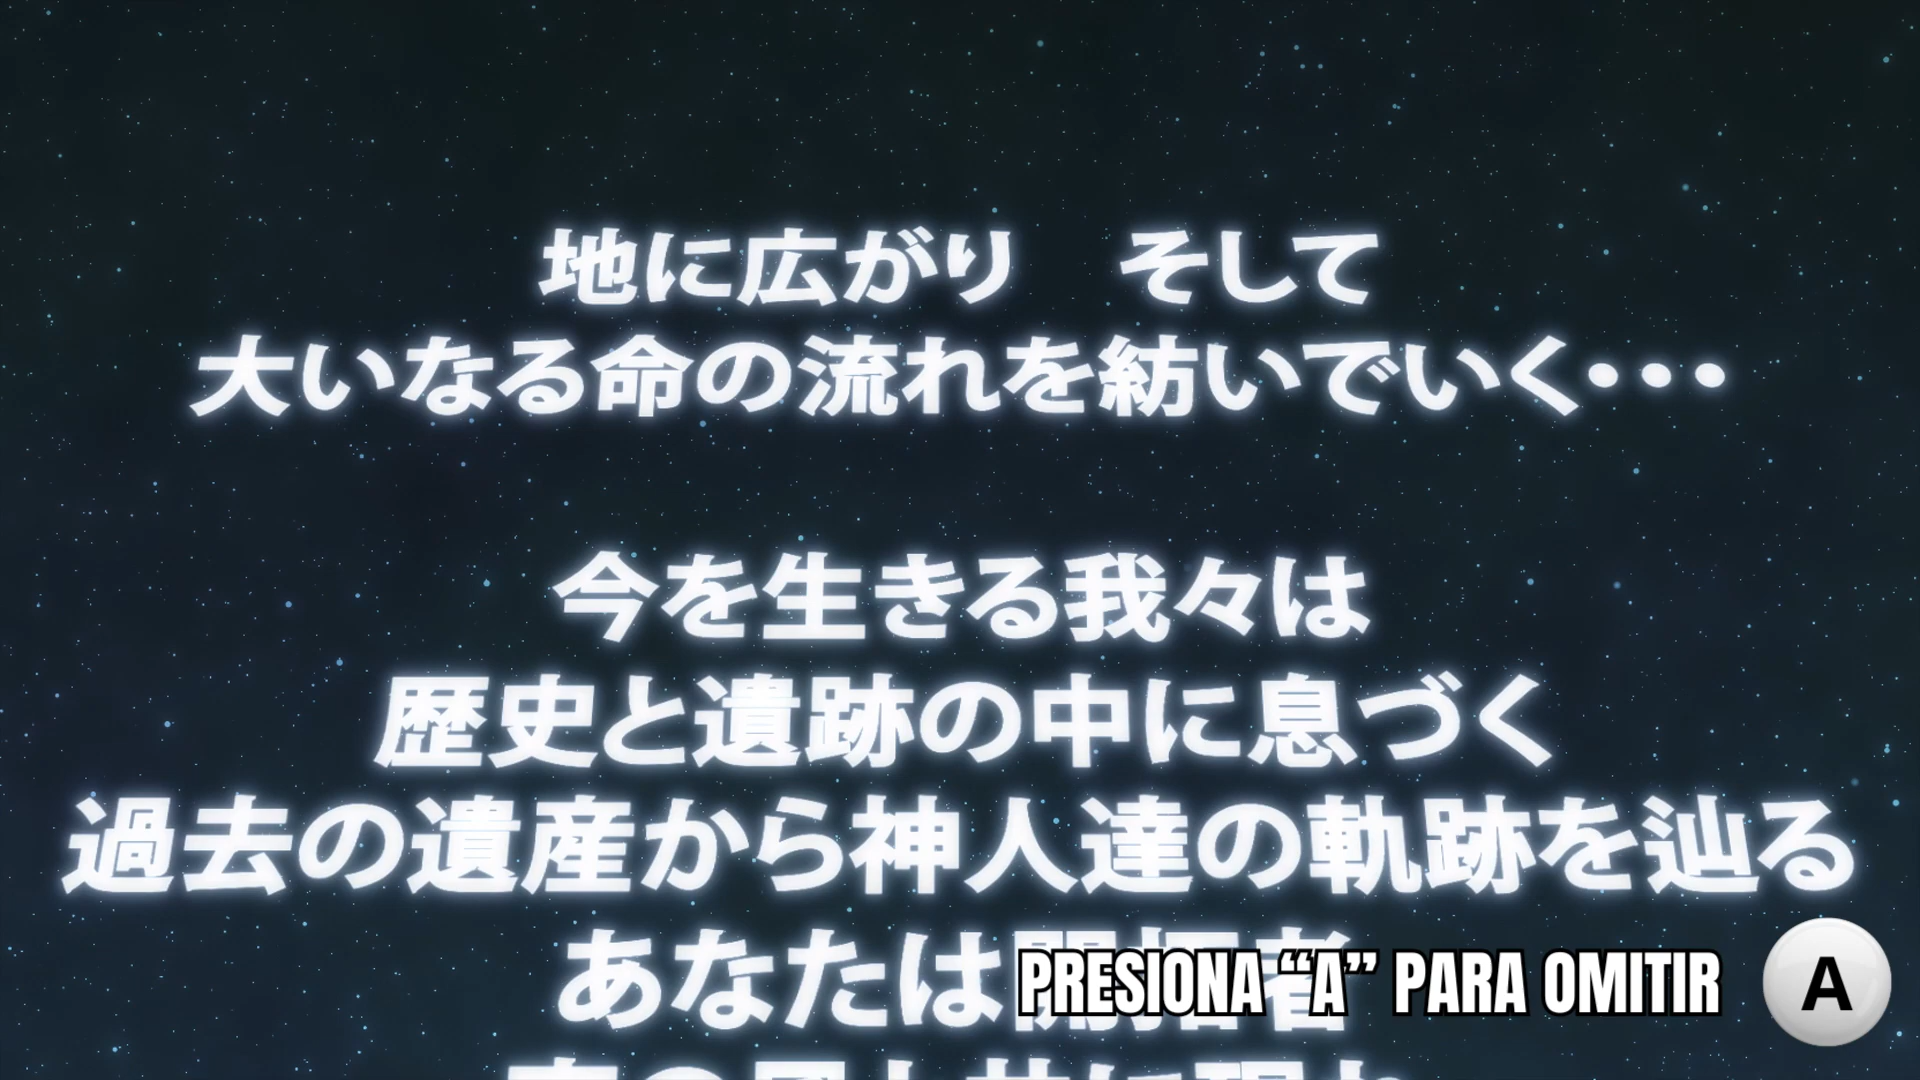 地に広がり　そして
大いなる命の流れを紡いでいく・・・
今を生きる我々は
歴史と遺跡の中に息づく
過去の遺産から神人達の軌跡を辿る
あなたは開拓者
PRESIONA “A” PARA OMITIR
A